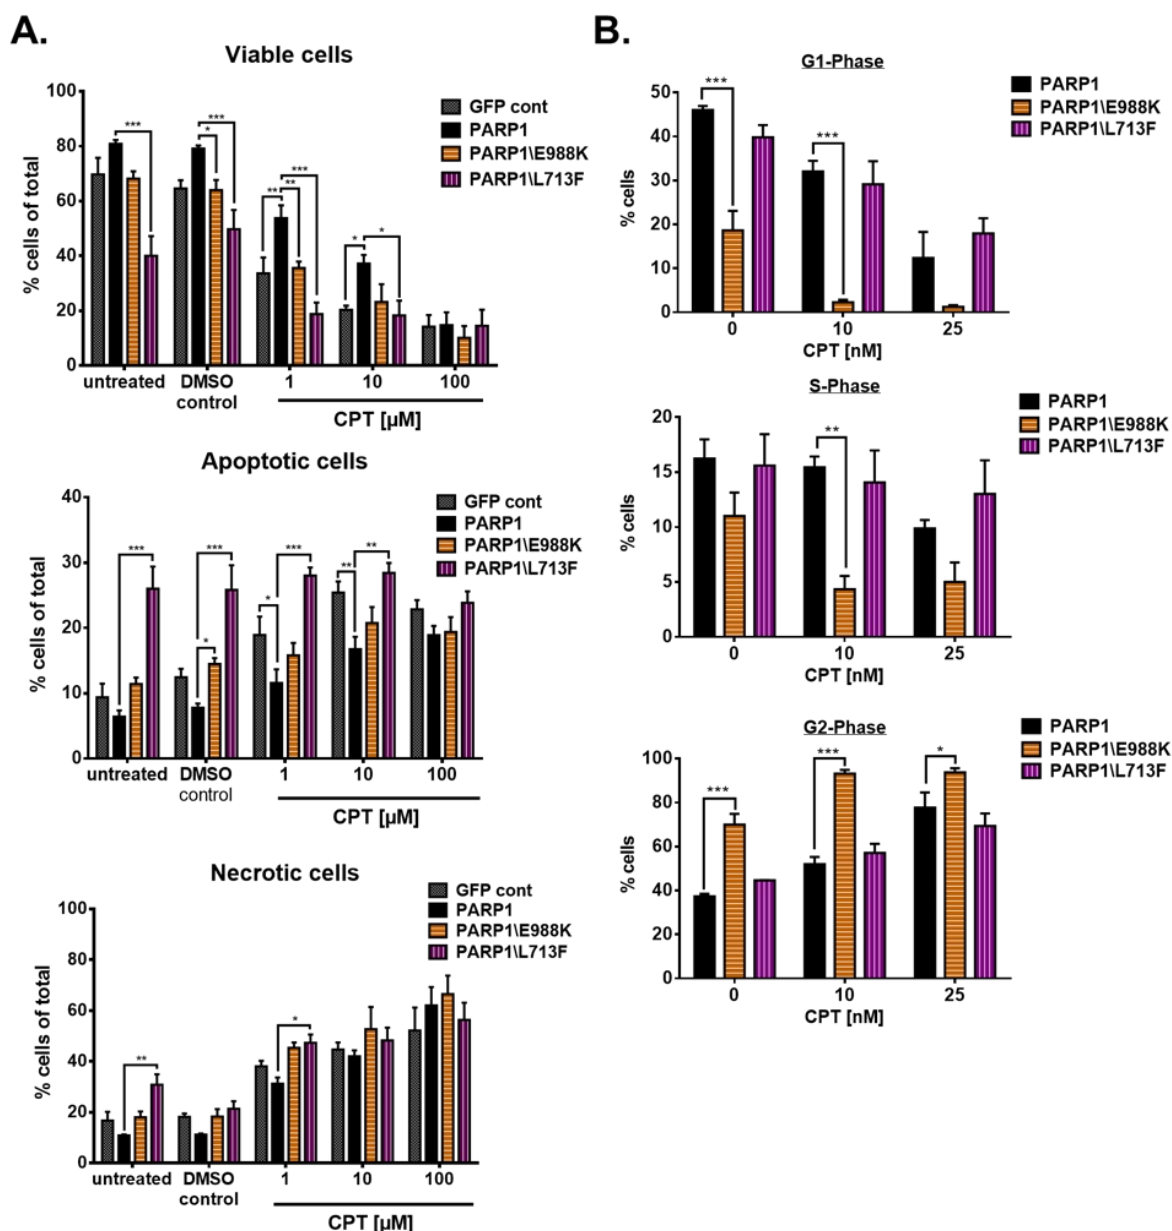 A.
Viable cells
% cells of total
100
80
60
40
20
0
***
***
*
***
**
**
*
*
GFP cont
PARP1
PARP1\E988K
PARP1\L713F
untreated
DMSO
control
1
10
100
CPT [µM]
Apoptotic cells
% cells of total
40
30
20
10
0
***
***
*
***
*
**
**
GFP cont
PARP1
PARP1\E988K
PARP1\L713F
untreated
DMSO
control
1
10
100
CPT [µM]
Necrotic cells
% cells of total
100
80
60
40
20
0
**
*
GFP cont
PARP1
PARP1\E988K
PARP1\L713F
untreated
DMSO
control
1
10
100
CPT [µM]
B.
G1-Phase
% cells
50
40
30
20
10
0
***
***
PARP1
PARP1\E988K
PARP1\L713F
0
10
25
CPT [nM]
S-Phase
% cells
20
15
10
5
0
**
PARP1
PARP1\E988K
PARP1\L713F
0
10
25
CPT [nM]
G2-Phase
% cells
100
80
60
40
20
0
***
***
*
PARP1
PARP1\E988K
PARP1\L713F
0
10
25
CPT [nM]